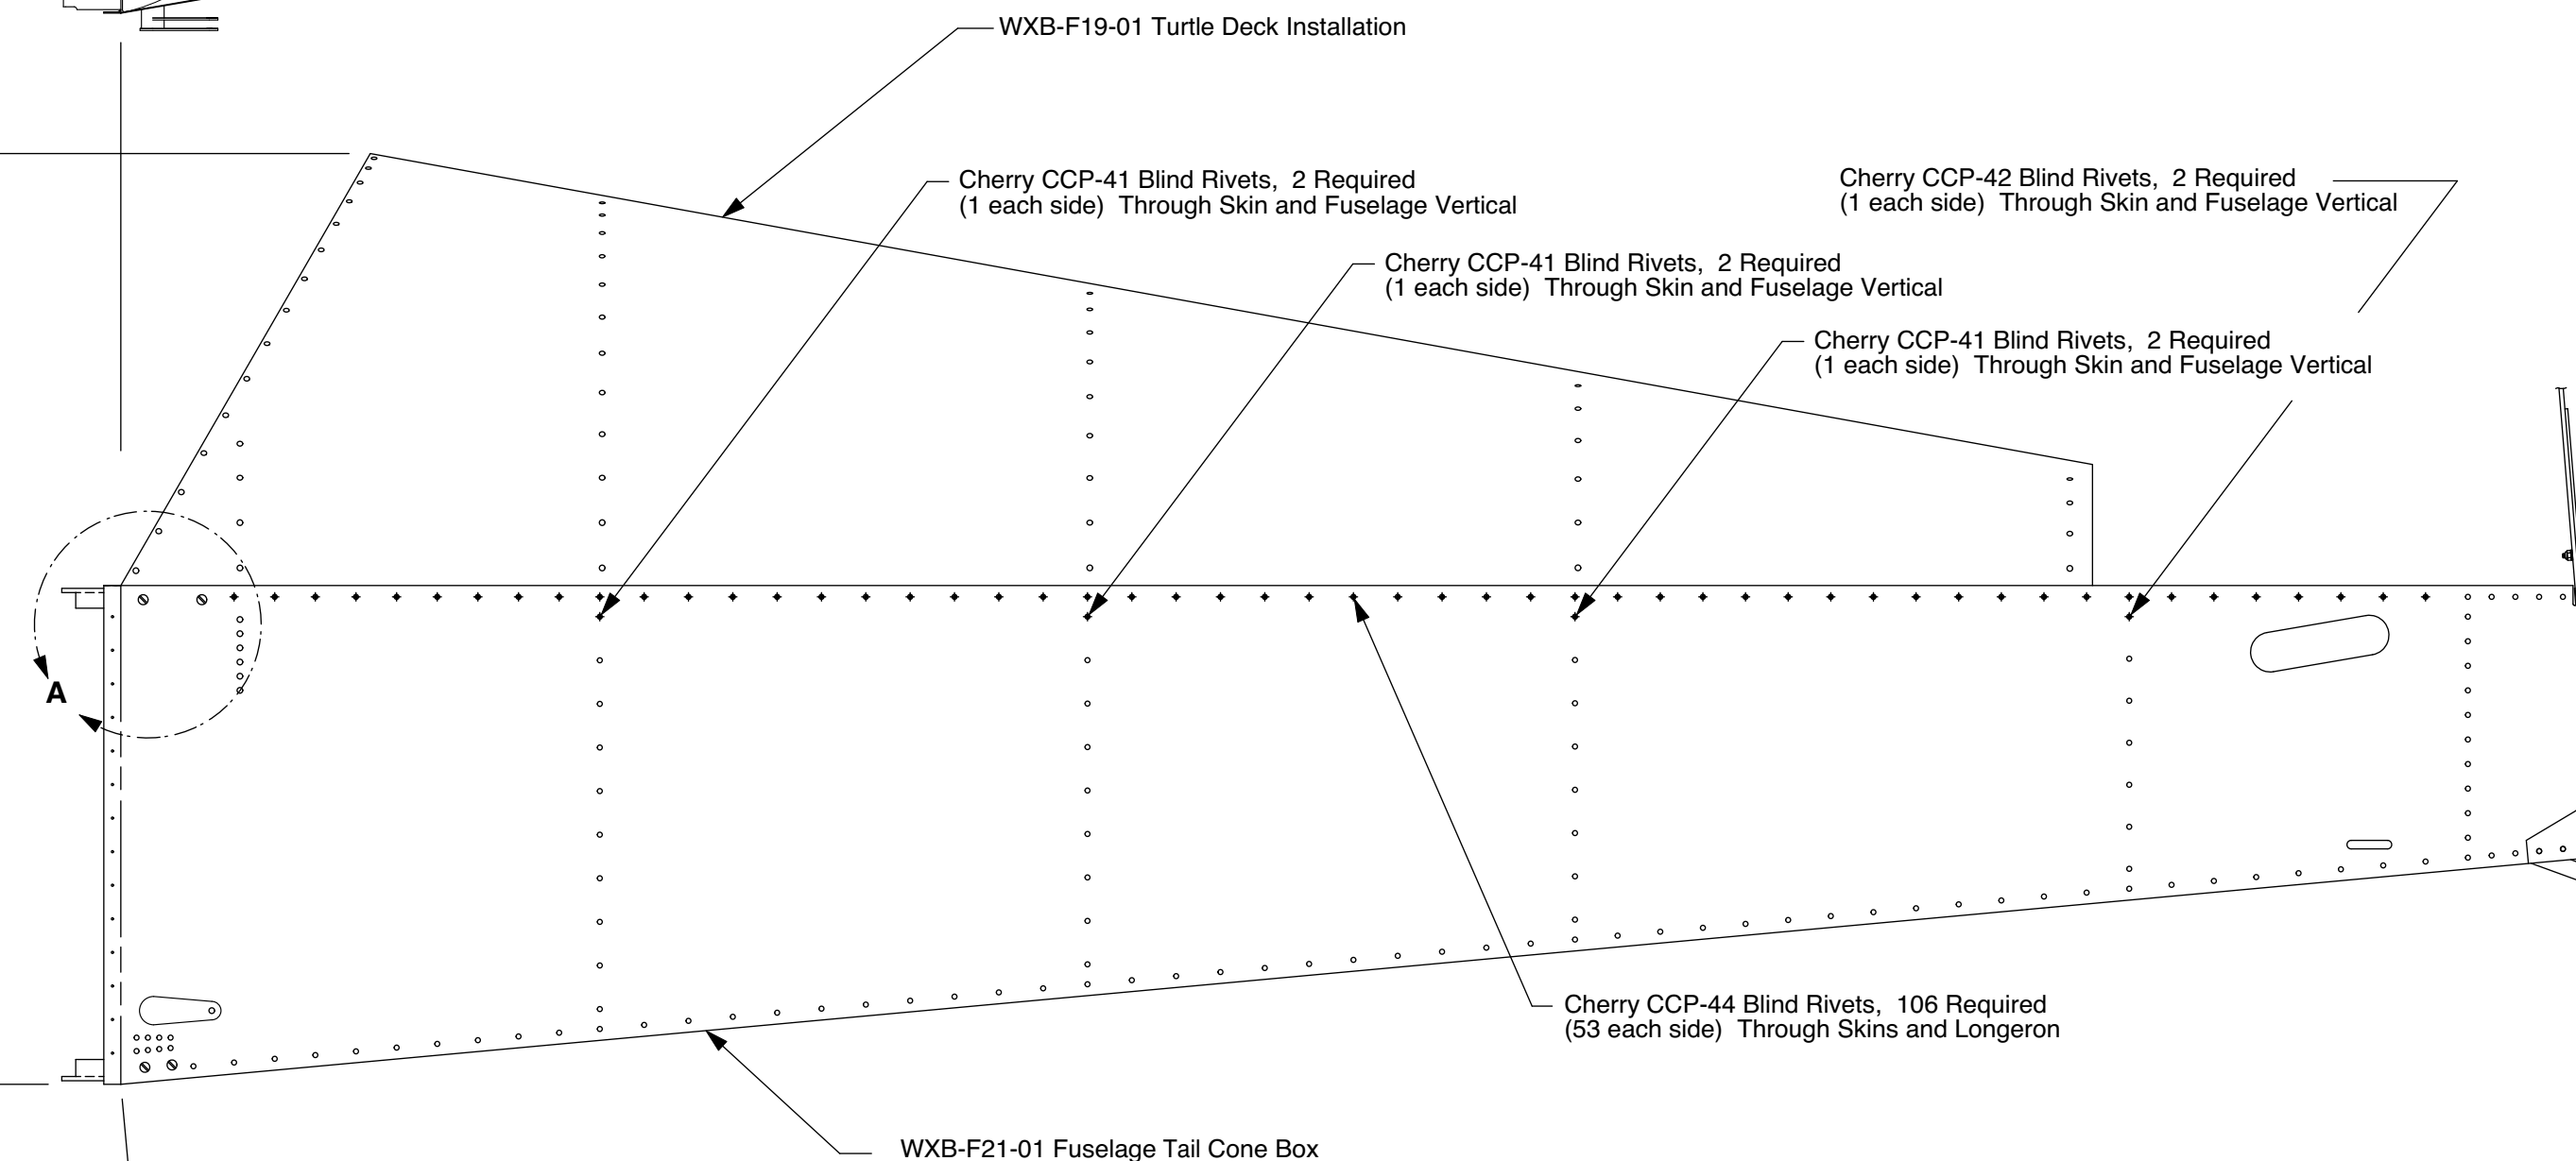 WXB-F19-01 Turtle Deck Installation
Cherry CCP-41 Blind Rivets, 2 Required
(1 each side) Through Skin and Fuselage Vertical
Cherry CCP-42 Blind Rivets, 2 Required
(1 each side) Through Skin and Fuselage Vertical
Cherry CCP-41 Blind Rivets, 2 Required
(1 each side) Through Skin and Fuselage Vertical
Cherry CCP-41 Blind Rivets, 2 Required
(1 each side) Through Skin and Fuselage Vertical
A
Cherry CCP-44 Blind Rivets, 106 Required
(53 each side) Through Skins and Longeron
WXB-F21-01 Fuselage Tail Cone Box